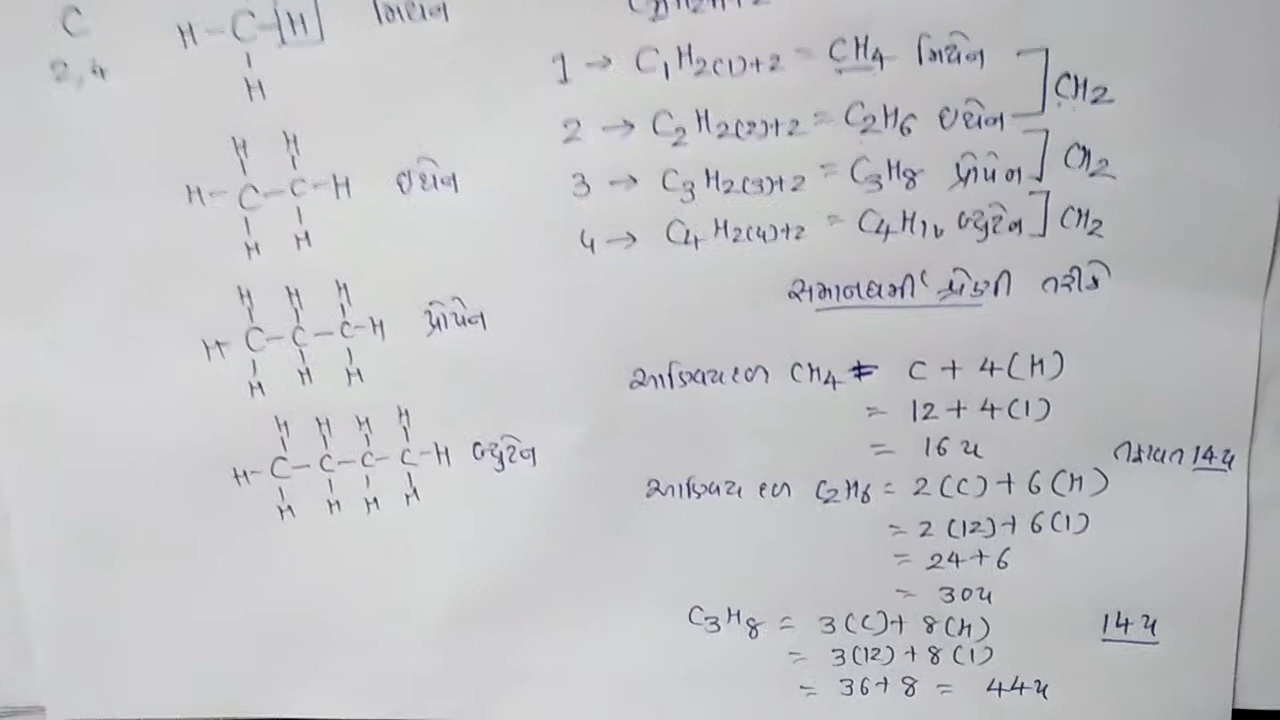 C
2,4
H-C-[H] મિથેન
H
H H
H-C-C-H ઇથેન
H H
H H H
H-C-C-C-H પ્રોપેન
H H H
H H H H
H-C-C-C-C-H બ્યુટેન
H H H H
1 → C₁H2(1)+2 = CH4 મિથેન ] CH2
2 → C2H2(2)+2 = C2H6 ઇથેન
3 → C3H2(3)+2 = C3H8 પ્રોપેન ] CH2
4 → C4H2(4)+2 = C4H10 બ્યુટેન ] CH2
સમાનધર્મી શ્રેણી તરીકે
આણ્વિયદળ CH4 = C + 4(H)
= 12 + 4(1)
= 16u
તફાવત 14u
આણ્વિય દળ C2H6 = 2(C) + 6(H)
= 2(12) + 6(1)
= 24+6
= 30u
C3H8 = 3(C) + 8(H) 14u
= 3(12) + 8(1)
= 36+8 = 44u